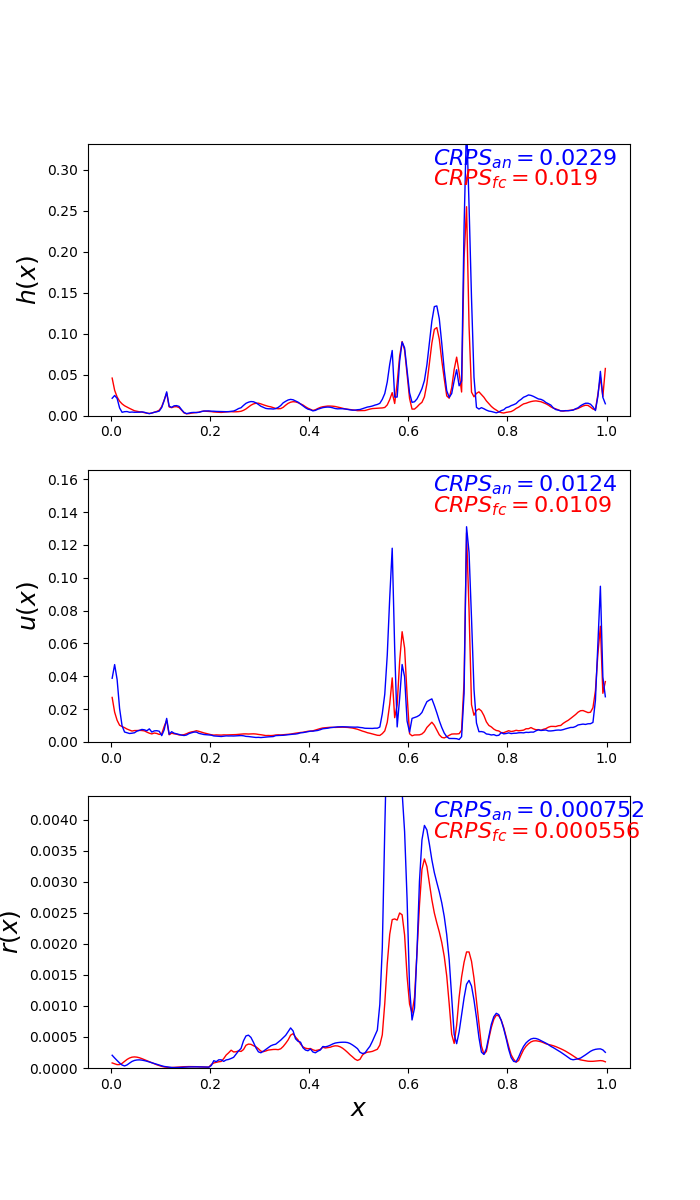 CRPS_an = 0.0229
CRPS_fc = 0.019
0.30
0.25
0.20
0.15
0.10
0.05
0.00
h(x)
0.0 0.2 0.4 0.6 0.8 1.0
CRPS_an = 0.0124
CRPS_fc = 0.0109
0.16
0.14
0.12
0.10
0.08
0.06
0.04
0.02
0.00
u(x)
0.0 0.2 0.4 0.6 0.8 1.0
CRPS_an = 0.000752
CRPS_fc = 0.000556
0.0040
0.0035
0.0030
0.0025
0.0020
0.0015
0.0010
0.0005
0.0000
r(x)
0.0 0.2 0.4 0.6 0.8 1.0
x